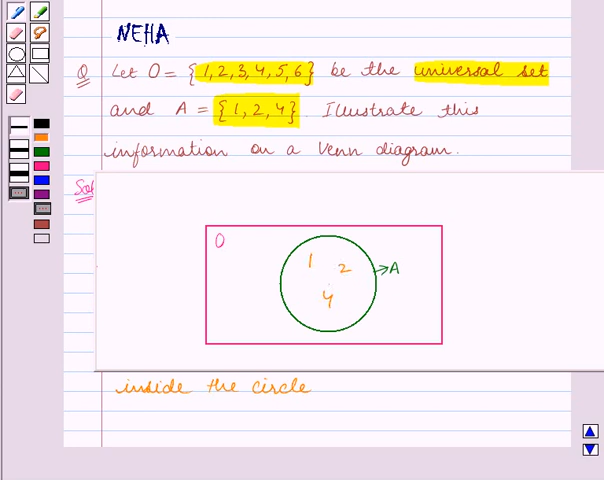 NEHA
Q Let O = {1, 2, 3, 4, 5, 6} be the universal set
and A = {1, 2, 4}. Illustrate this
information on a Venn diagram.
Sol
O
1
2
→A
4
inside the circle